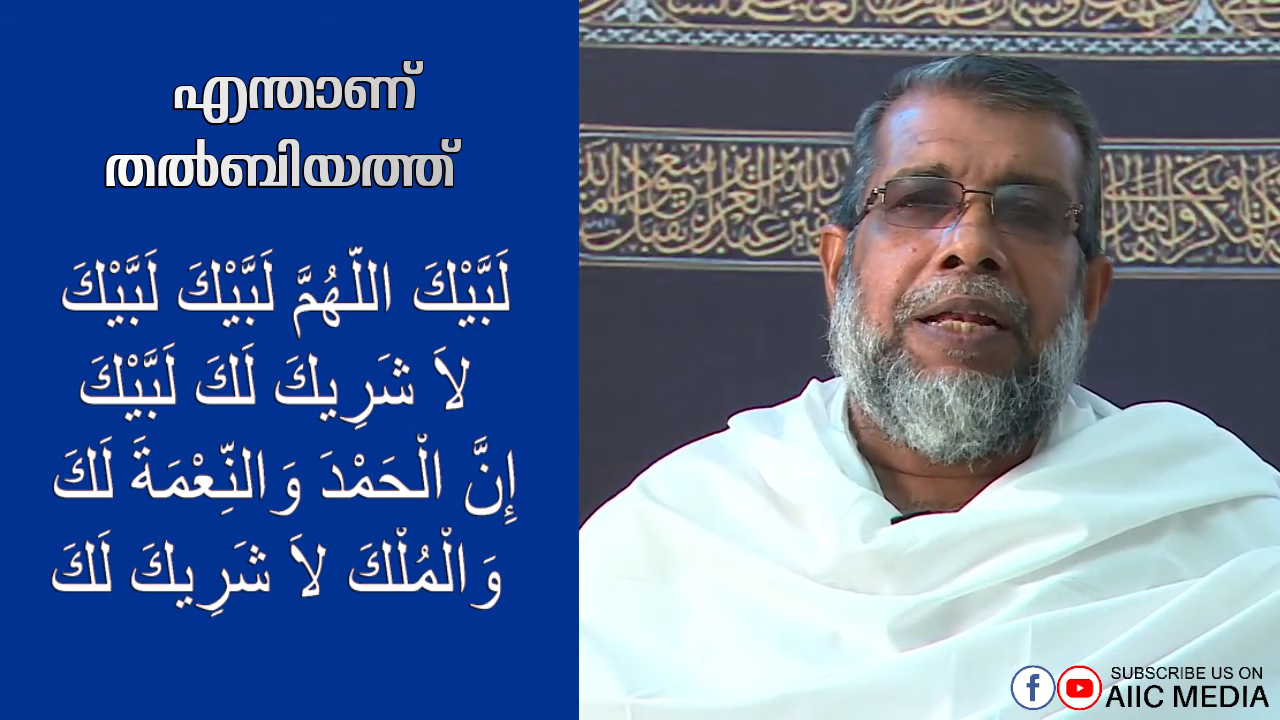 എന്താണ്
തൽബിയത്ത്
لَبَّيْكَ اللّهُمَّ لَبَّيْكَ لَبَّيْكَ
لاَ شَرِيكَ لَكَ لَبَّيْكَ
إِنَّ الْحَمْدَ وَالنِّعْمَةَ لَكَ
وَالْمُلْكَ لاَ شَرِيكَ لَكَ
SUBSCRIBE US ON
AIIC MEDIA